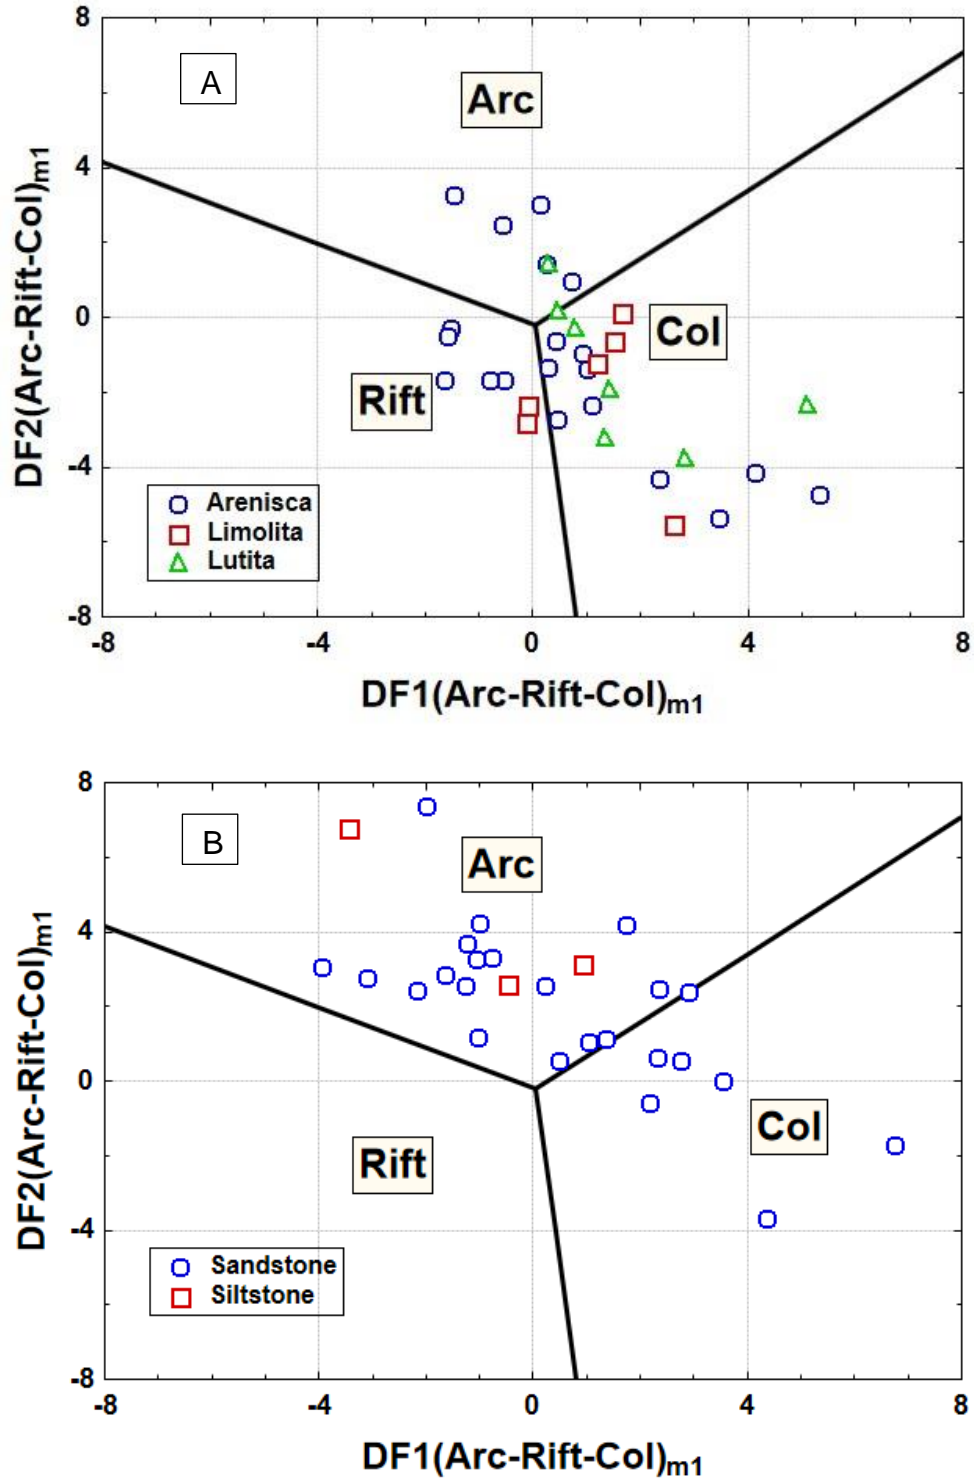 8
A
Arc
4
DF2(Arc-Rift-Col)m1
0
Col
Rift
-4
Arenisca
Limolita
Lutita
-8
-8 -4 0 4 8
DF1(Arc-Rift-Col)m1
8
B
Arc
4
DF2(Arc-Rift-Col)m1
0
Col
Rift
-4
Sandstone
Siltstone
-8
-8 -4 0 4 8
DF1(Arc-Rift-Col)m1